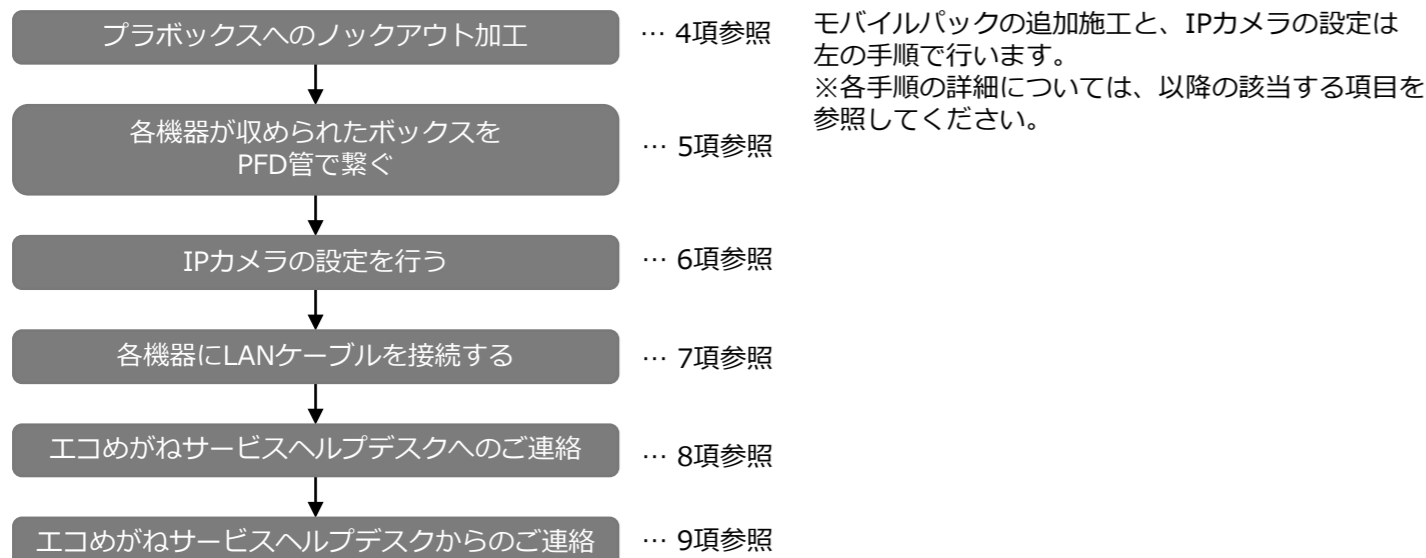 プラボックスへのノックアウト加工
… 4項参照
各機器が収められたボックスを
PFD管で繋ぐ
… 5項参照
IPカメラの設定を行う
… 6項参照
各機器にLANケーブルを接続する
… 7項参照
エコめがねサービスヘルプデスクへのご連絡
… 8項参照
エコめがねサービスヘルプデスクからのご連絡
… 9項参照
モバイルパックの追加施工と、IPカメラの設定は
左の手順で行います。
※各手順の詳細については、以降の該当する項目を
参照してください。